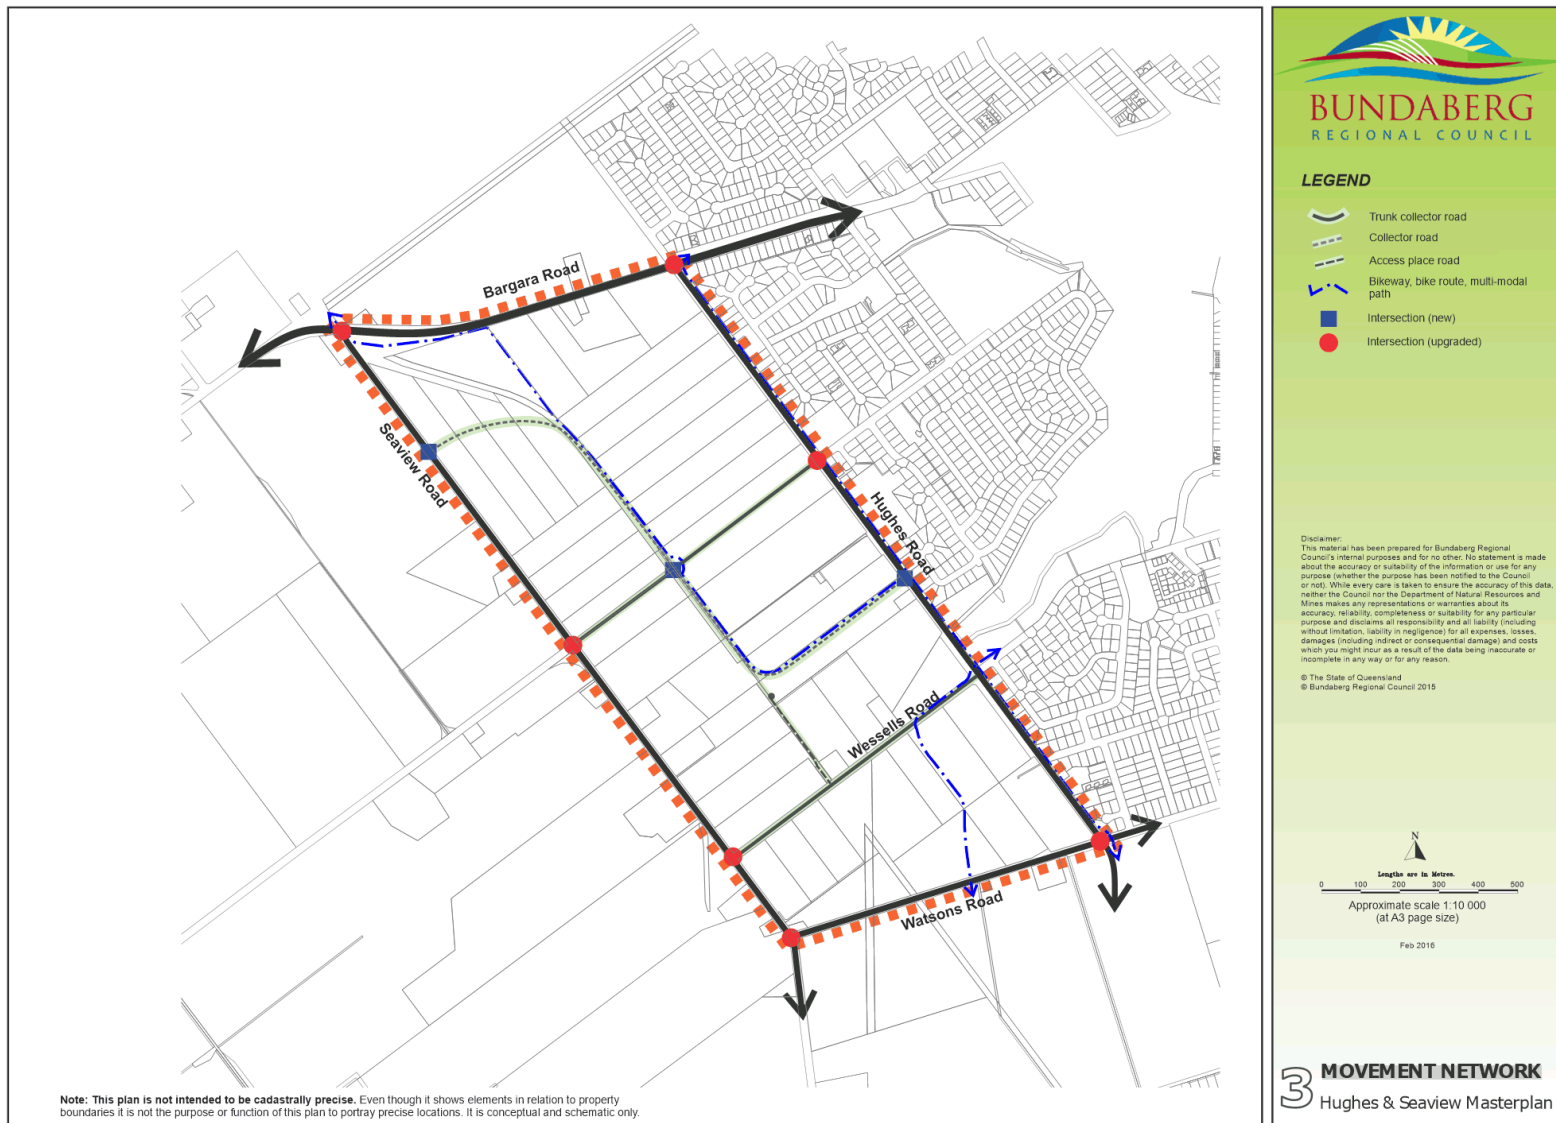 Bargara Road
Seaview Road
Hughes Road
Wessells Road
Watsons Road
Note: This plan is not intended to be cadastrally precise. Even though it shows elements in relation to property
boundaries it is not the purpose or function of this plan to portray precise locations. It is conceptual and schematic only.
BUNDABERG
REGIONAL COUNCIL
LEGEND
Trunk collector road
Collector road
Access place road
Bikeway, bike route, multi-modal
path
Intersection (new)
Intersection (upgraded)
Disclaimer:
This material has been prepared for Bundaberg Regional
Council's internal purposes and for no other. No statement is made
about the accuracy or suitability of the information or use for any
purpose (whether the purpose has been notified to the Council
or not). While every care is taken to ensure the accuracy of this data,
neither the Council nor the Department of Natural Resources and
Mines makes any representations or warranties about its
accuracy, reliability, completeness or suitability for any particular
purpose and disclaims all responsibility and all liability (including
without limitation, liability in negligence) for all expenses, losses,
damages (including indirect or consequential damage) and costs
which you might incur as a result of the data being inaccurate or
incomplete in any way or for any reason.
© The State of Queensland
© Bundaberg Regional Council 2015
N
Lengths are in Metres.
0 100 200 300 400 500
Approximate scale 1:10 000
(at A3 page size)
Feb 2016
3 MOVEMENT NETWORK
Hughes & Seaview Masterplan